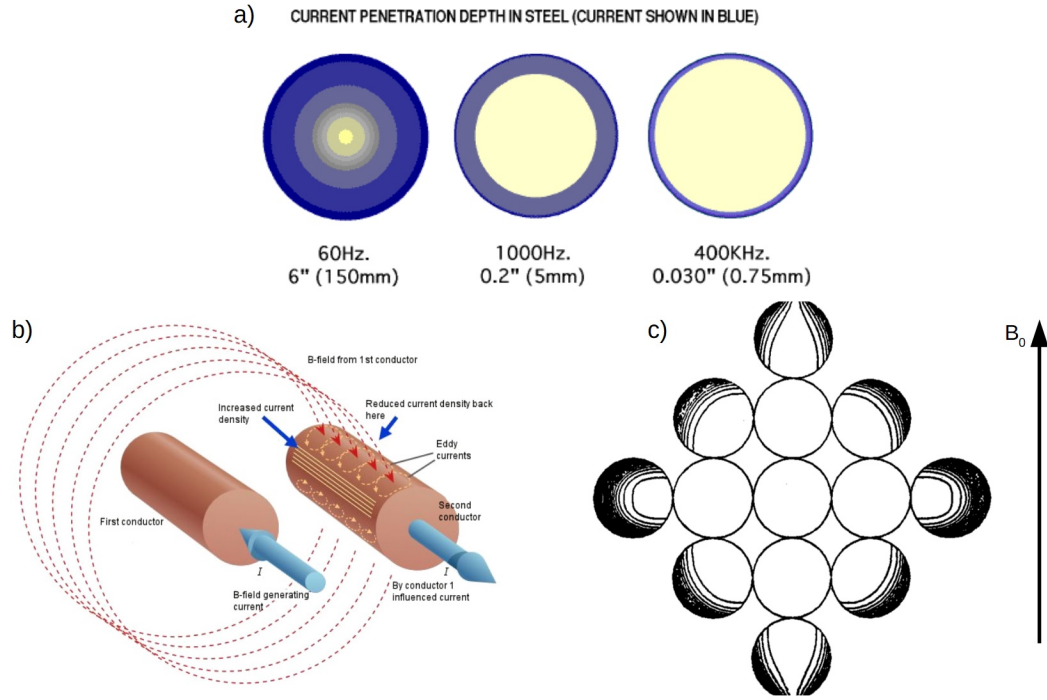 a)
CURRENT PENETRATION DEPTH IN STEEL (CURRENT SHOWN IN BLUE)
60Hz.
6" (150mm)
1000Hz.
0.2" (5mm)
400KHz.
0.030" (0.75mm)
b)
B-field from 1st conductor
Increased current
density
Reduced current density back
here
Eddy
currents
First conductor
Second
conductor
I
I
B-field generating
current
By conductor 1
influenced current
c)
B0